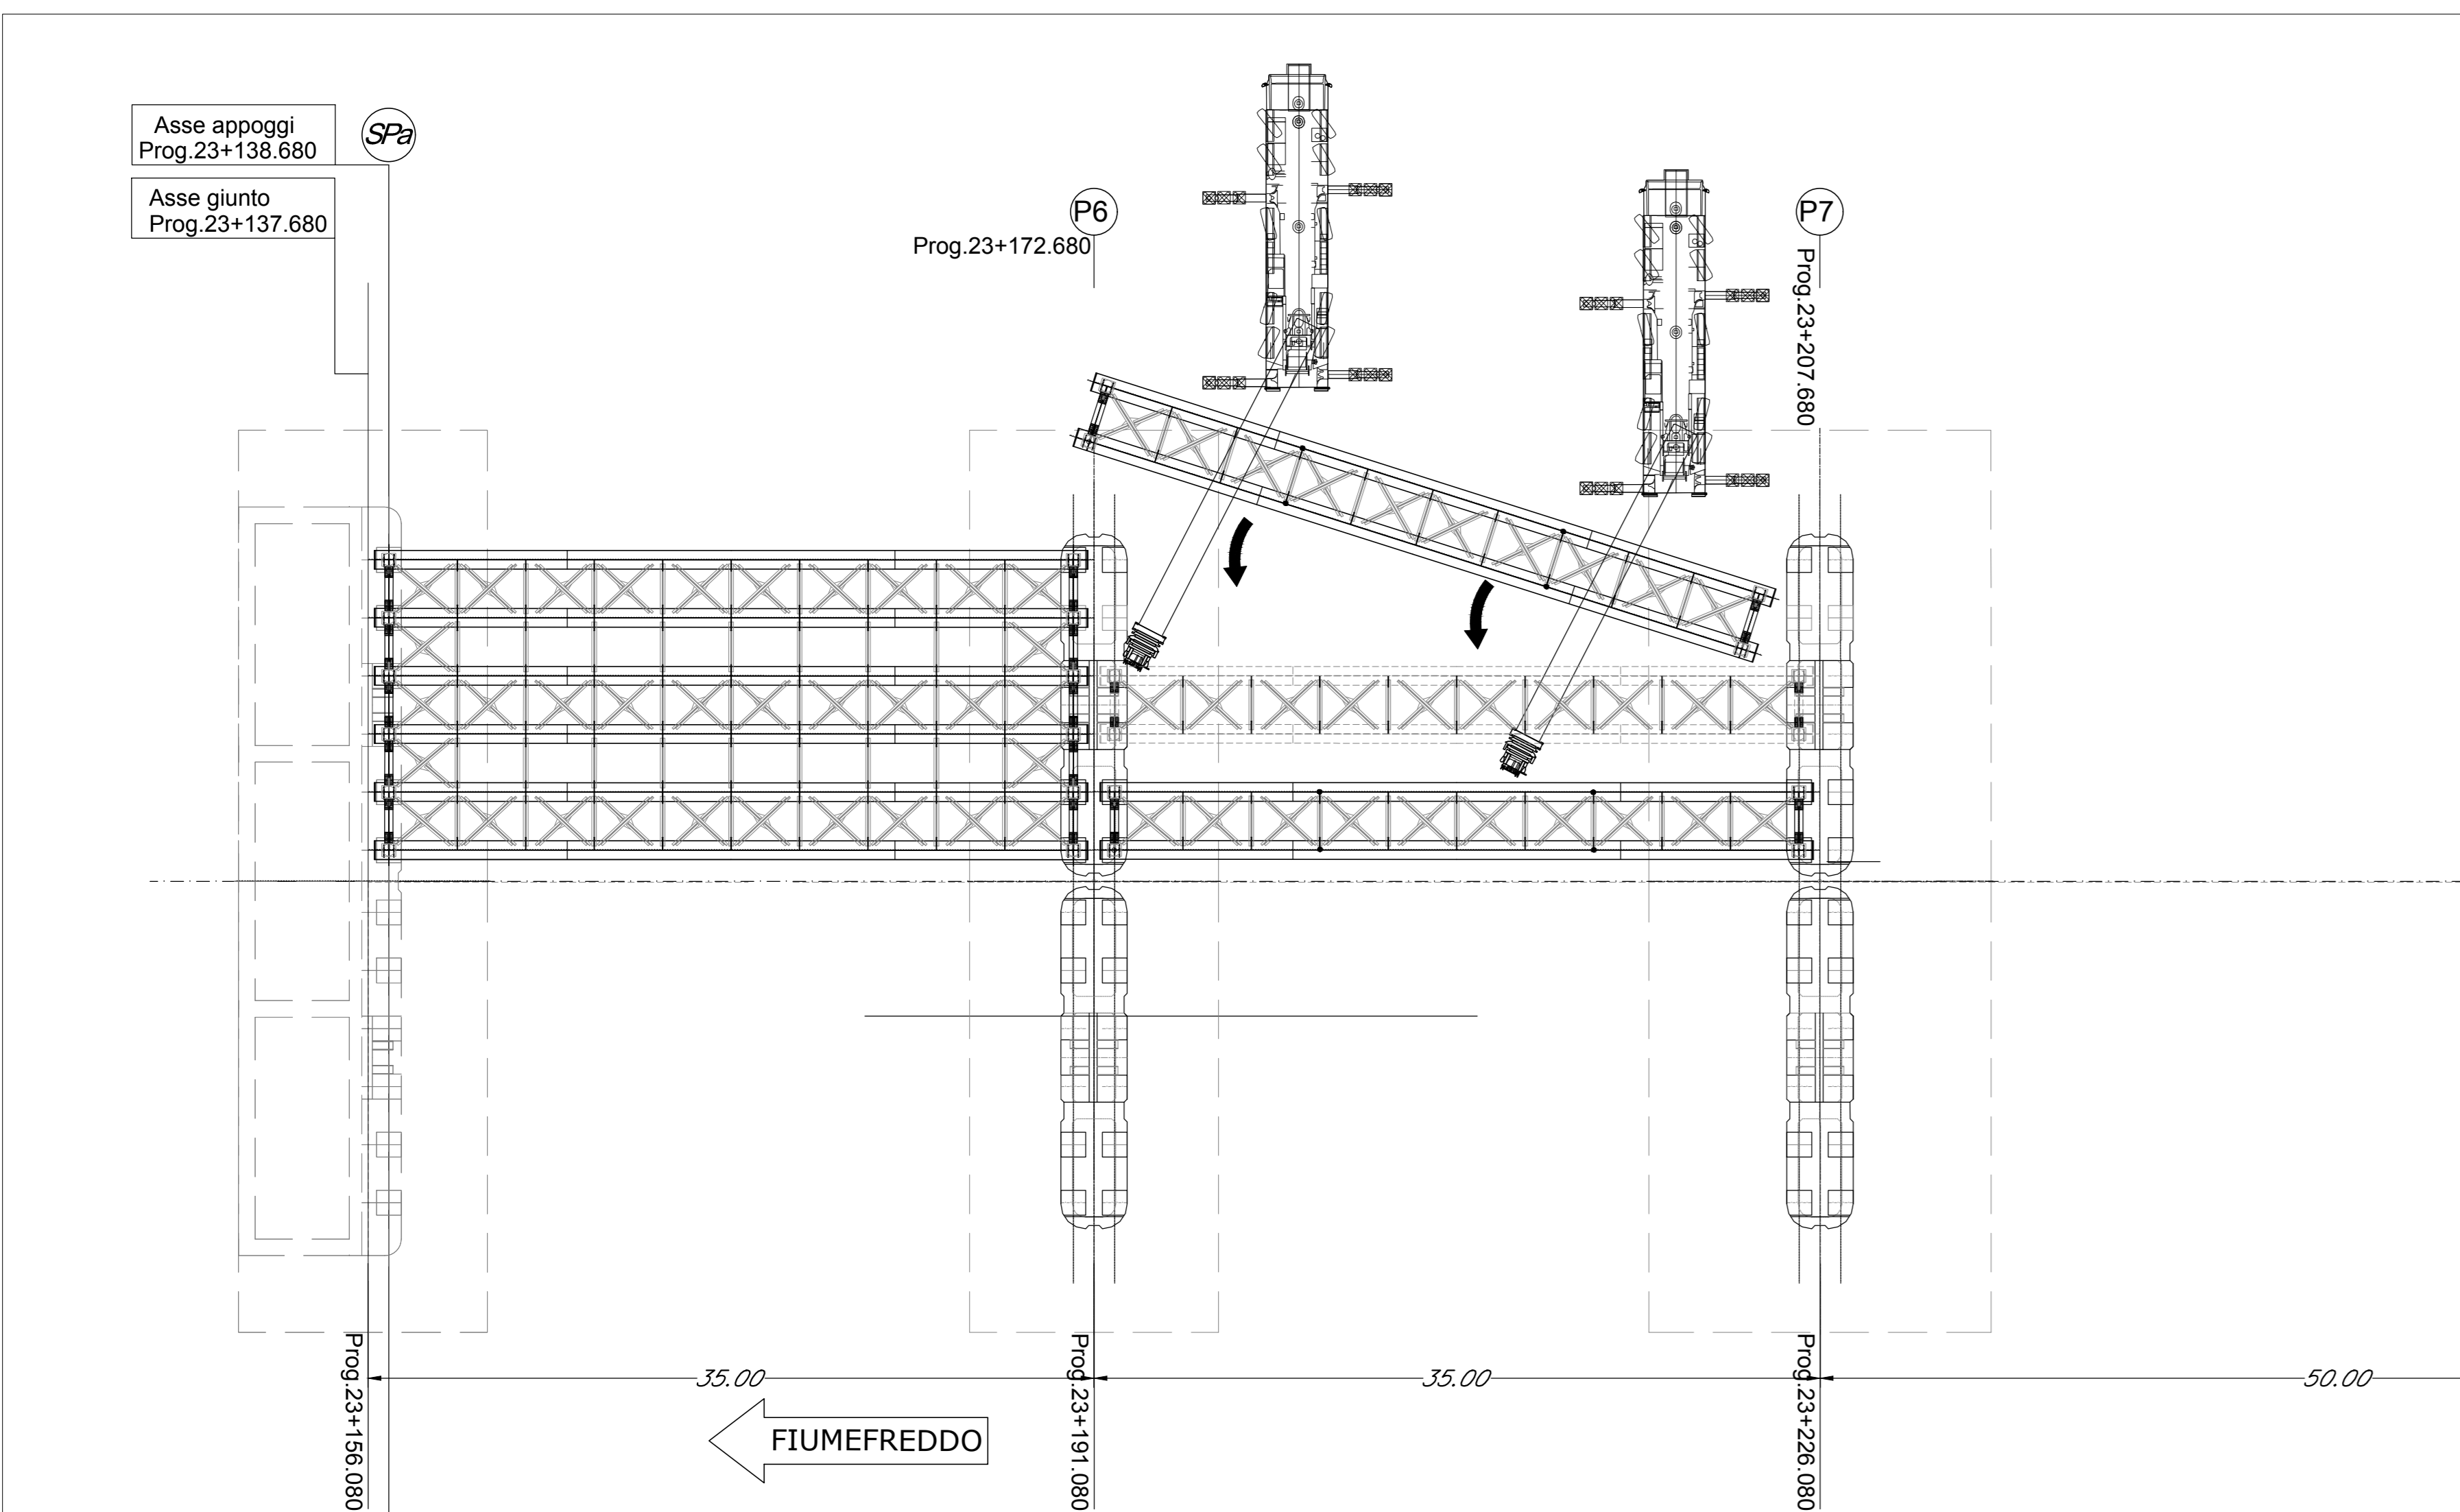 Asse appoggi
Prog.23+138.680
SPa
Asse giunto
Prog.23+137.680
P6
Prog.23+172.680
P7
Prog.23+207.680
35.00
35.00
50.00
FIUMEFREDDO
Prog.23+156.080
Prog.23+191.080
Prog.23+226.080